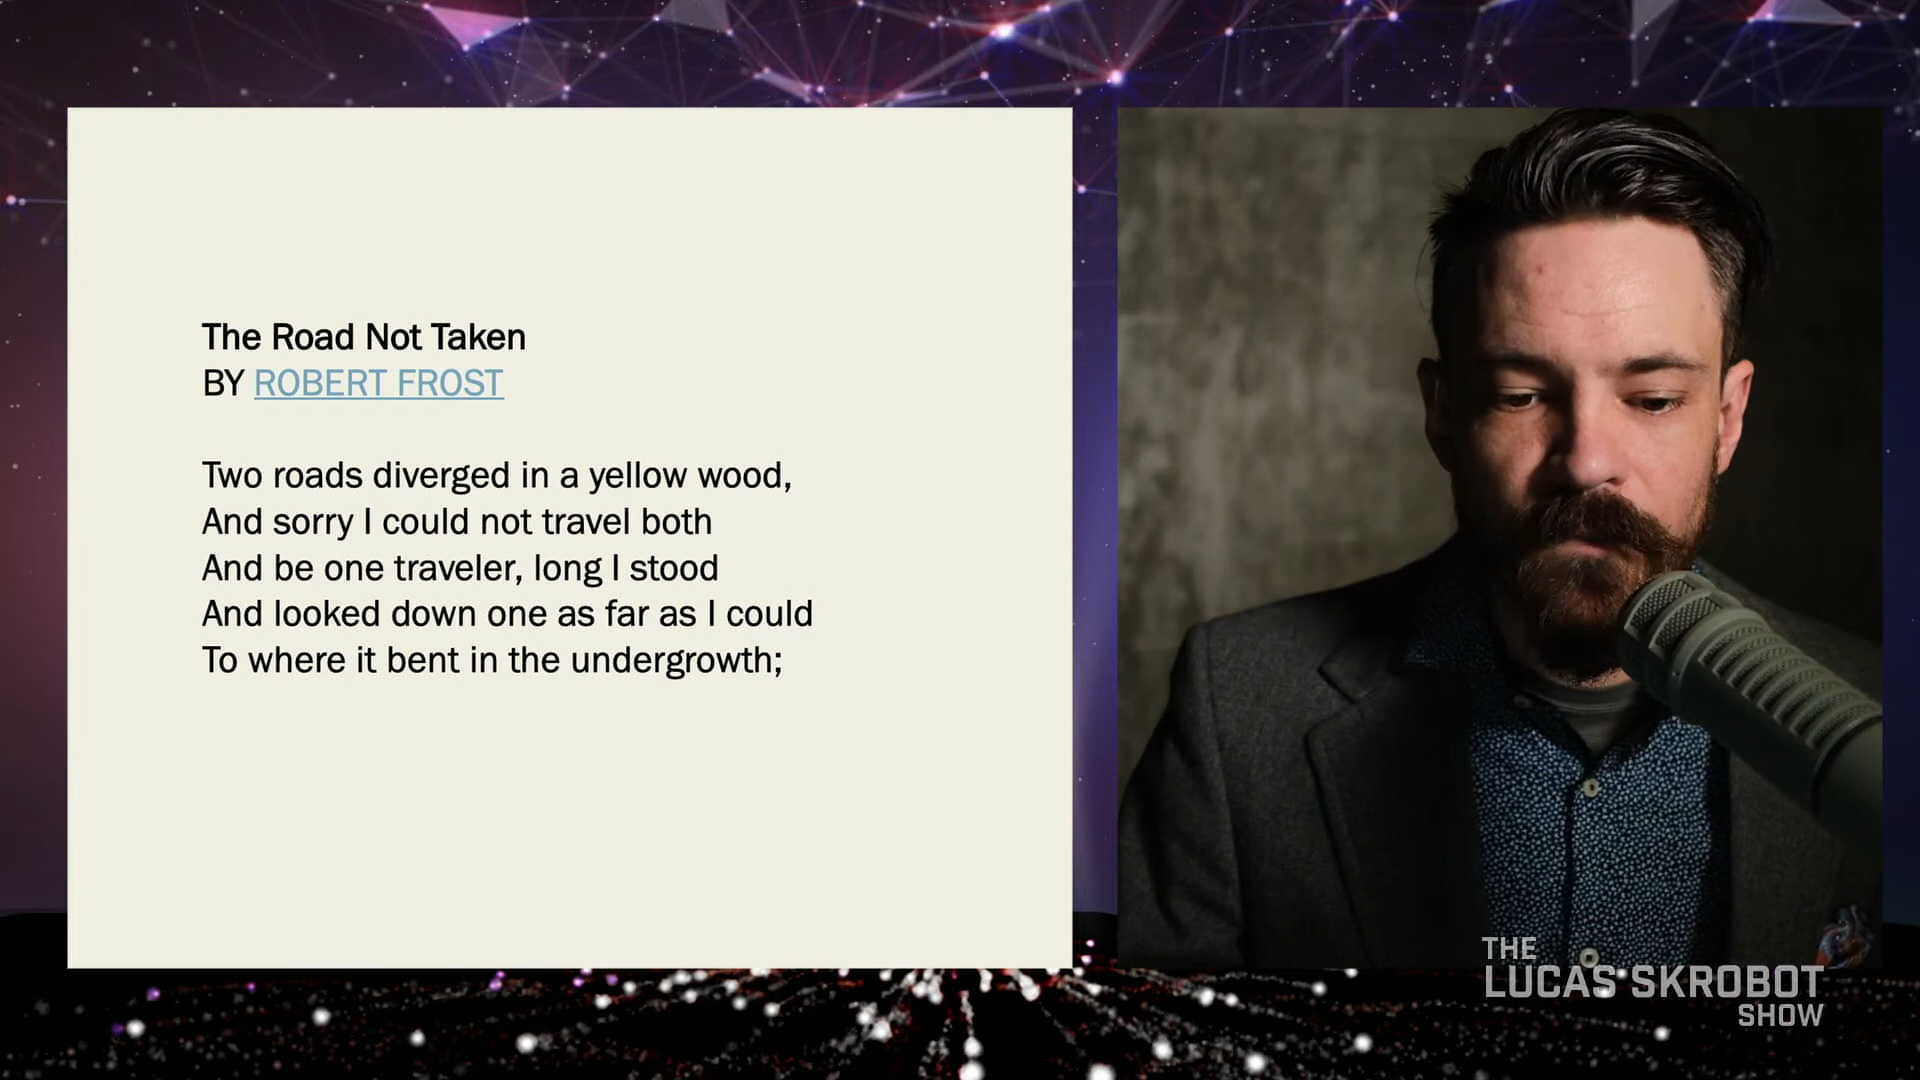 The Road Not Taken
BY ROBERT FROST
Two roads diverged in a yellow wood,
And sorry I could not travel both
And be one traveler, long I stood
And looked down one as far as I could
To where it bent in the undergrowth;
THE
LUCAS SKROBOT
SHOW